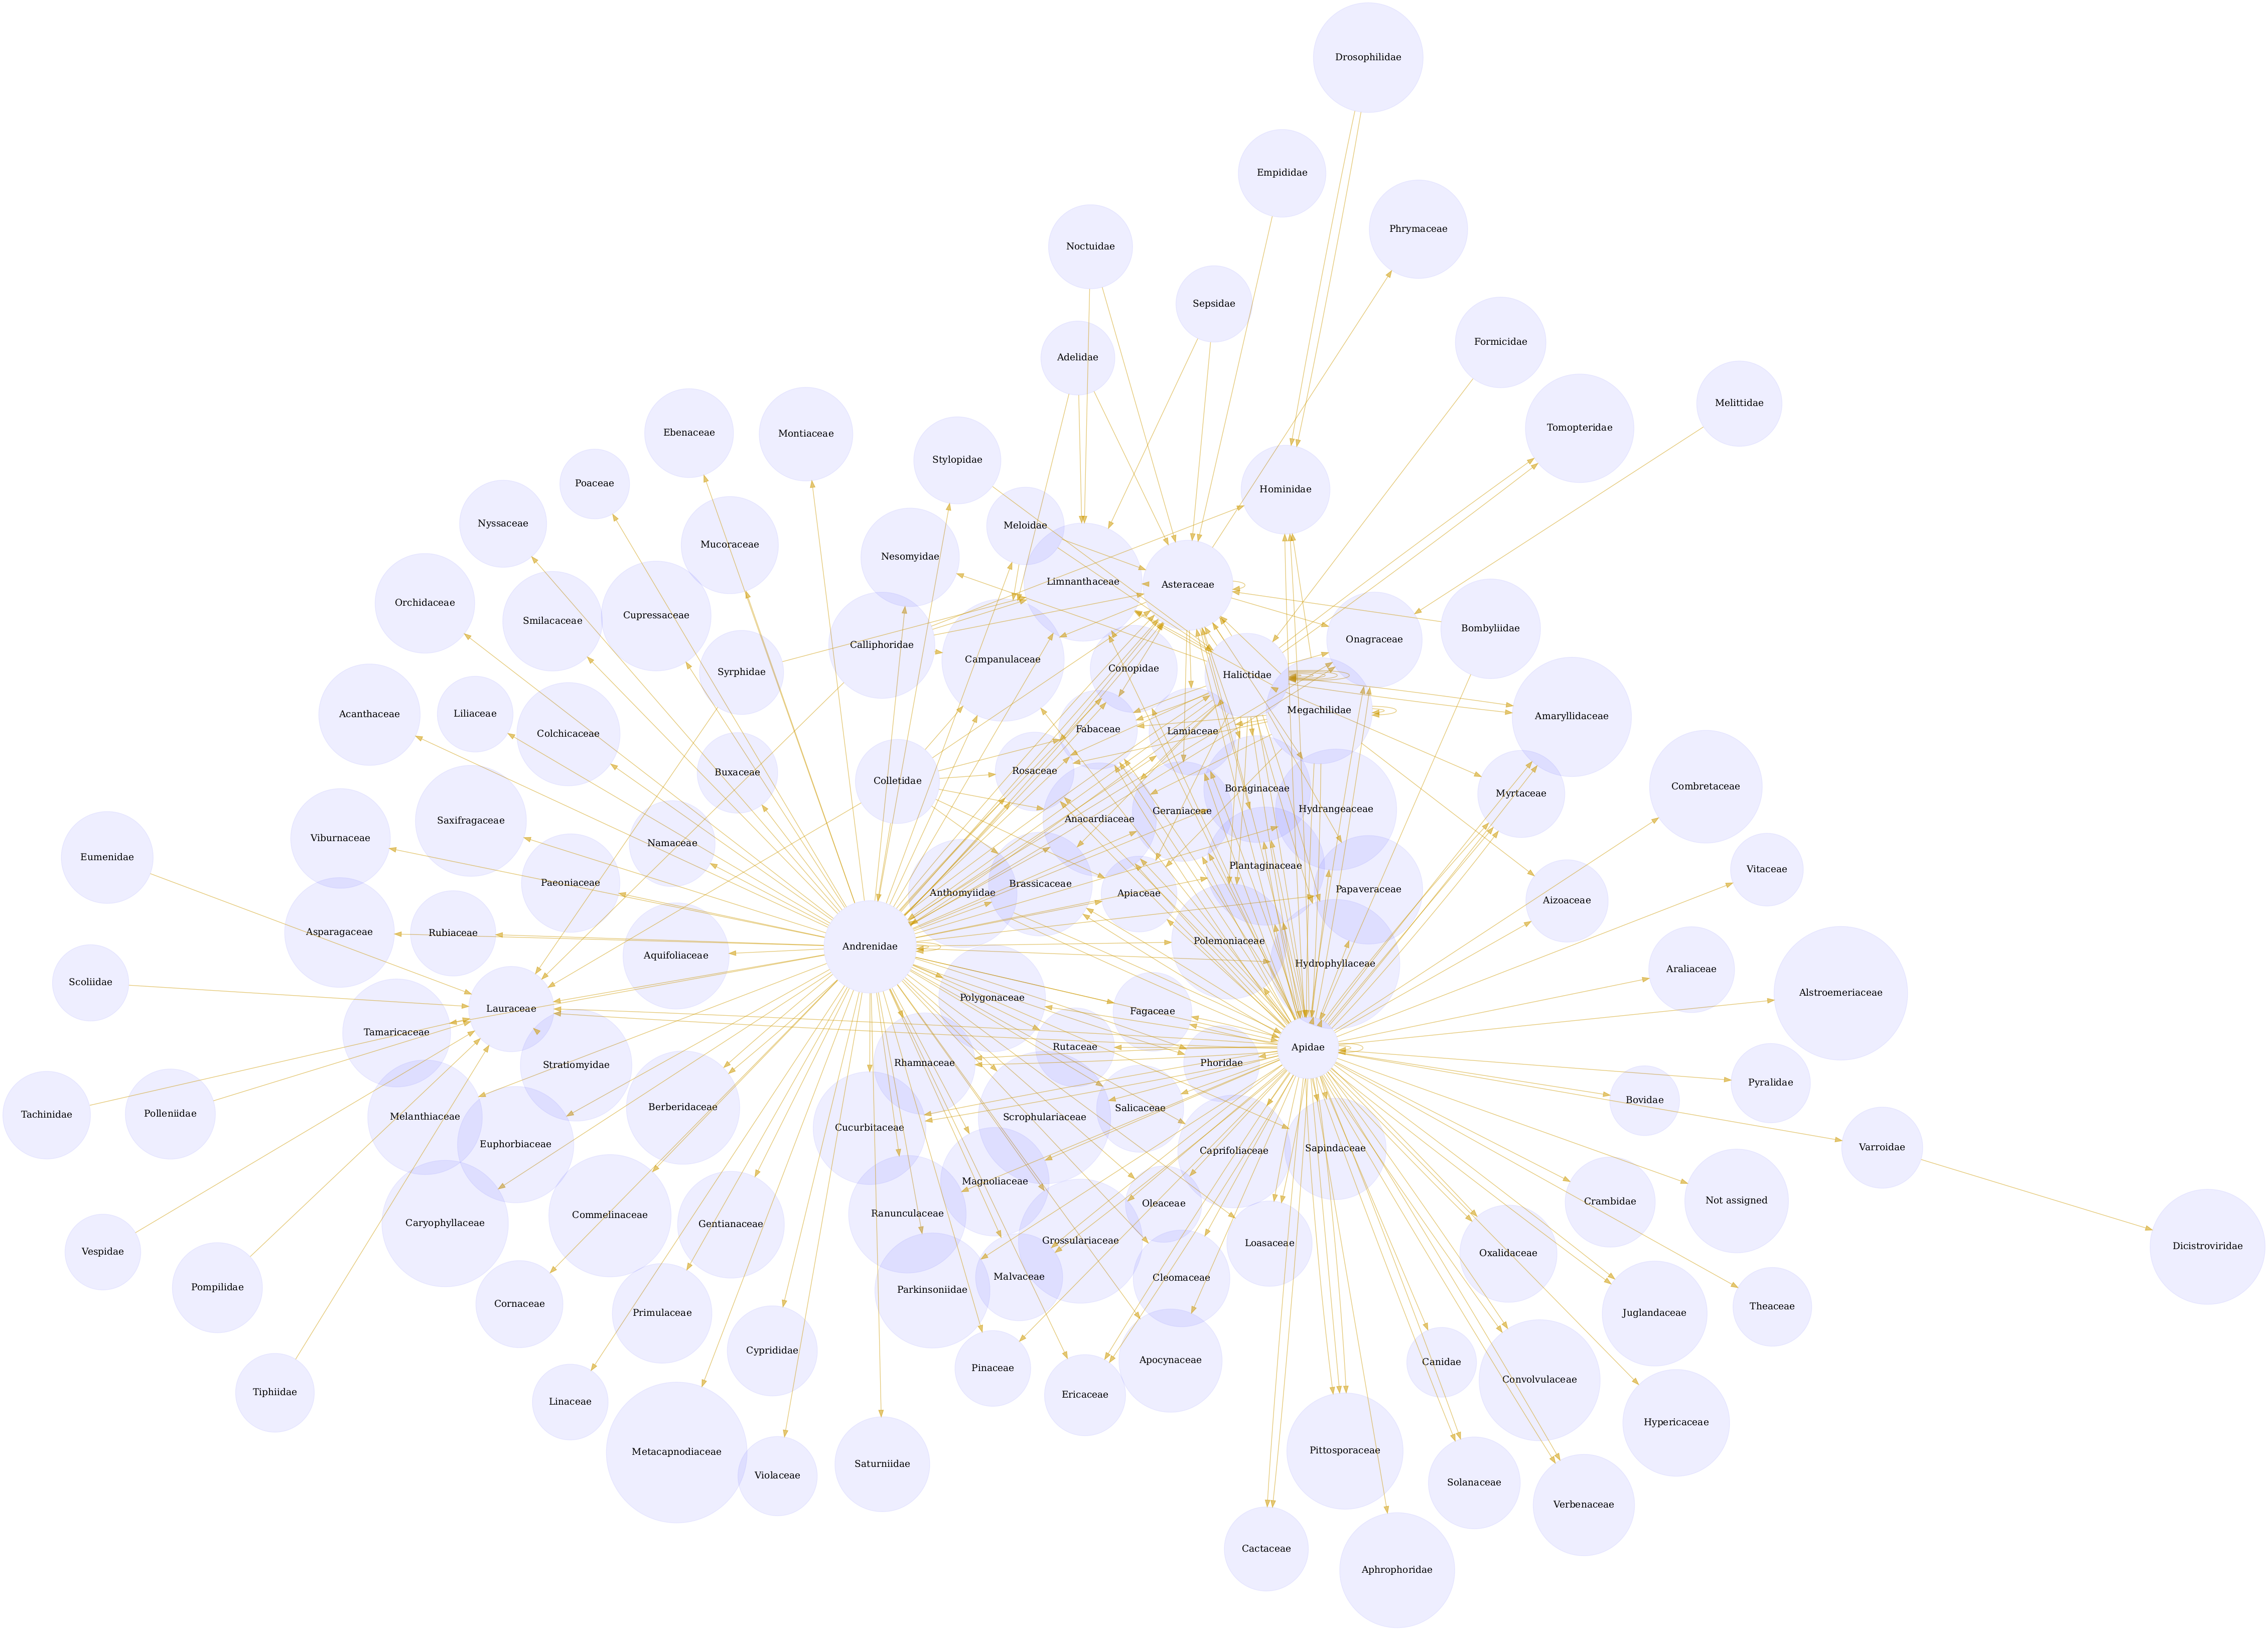 Drosophilidae
Empididae
Phrymaceae
Noctuidae
Sepsidae
Formicidae
Adelidae
Melittidae
Tomopteridae
Ebenaceae
Montiaceae
Stylopidae
Poaceae
Hominidae
Nyssaceae
Meloidae
Mucoraceae
Nesomyidae
Limnanthaceae
Asteraceae
Orchidaceae
Smilacaceae
Cupressaceae
Bombyliidae
Onagraceae
Calliphoridae
Campanulaceae
Conopidae
Syrphidae
Halictidae
Megachilidae
Acanthaceae
Liliaceae
Amaryllidaceae
Colchicaceae
Fabaceae
Lamiaceae
Buxaceae
Rosaceae
Colletidae
Combretaceae
Boraginaceae
Myrtaceae
Hydrangeaceae
Geraniaceae
Anacardiaceae
Saxifragaceae
Viburnaceae
Namaceae
Eumenidae
Plantaginaceae
Vitaceae
Paeoniaceae
Brassicaceae
Papaveraceae
Anthomyiidae
Apiaceae
Aizoaceae
Asparagaceae
Rubiaceae
Polemoniaceae
Andrenidae
Aquifoliaceae
Hydrophyllaceae
Araliaceae
Scoliidae
Alstroemeriaceae
Polygonaceae
Lauraceae
Fagaceae
Tamaricaceae
Rutaceae
Apidae
Stratiomyidae
Rhamnaceae
Phoridae
Pyralidae
Bovidae
Berberidaceae
Salicaceae
Tachinidae
Polleniidae
Melanthiaceae
Scrophulariaceae
Cucurbitaceae
Euphorbiaceae
Sapindaceae
Varroidae
Caprifoliaceae
Magnoliaceae
Not assigned
Crambidae
Oleaceae
Ranunculaceae
Commelinaceae
Caryophyllaceae
Gentianaceae
Grossulariaceae
Loasaceae
Dicistroviridae
Vespidae
Oxalidaceae
Malvaceae
Cleomaceae
Pompilidae
Parkinsoniidae
Cornaceae
Theaceae
Primulaceae
Juglandaceae
Cyprididae
Apocynaceae
Canidae
Pinaceae
Convolvulaceae
Tiphiidae
Ericaceae
Linaceae
Hypericaceae
Metacapnodiaceae
Pittosporaceae
Saturniidae
Violaceae
Solanaceae
Verbenaceae
Cactaceae
Aphrophoridae